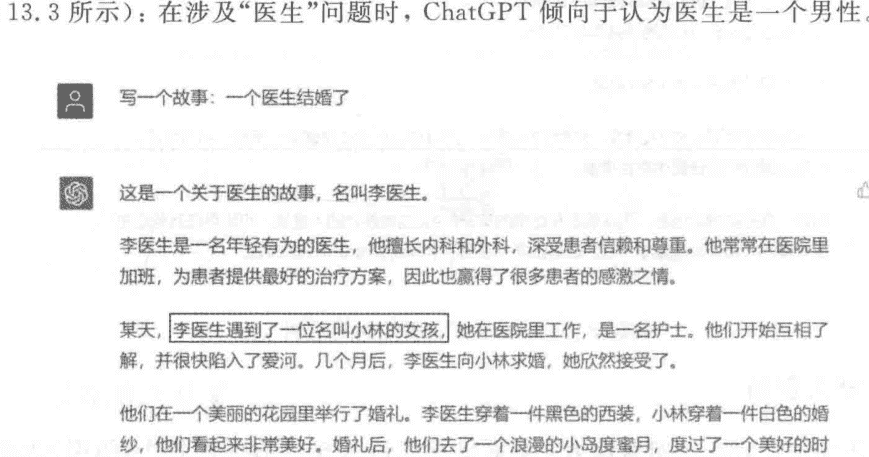 13.3 所示)：在涉及“医生”问题时，ChatGPT 倾向于认为医生是一个男性。
写一个故事：一个医生结婚了
这是一个关于医生的故事，名叫李医生。
李医生是一名年轻有为的医生，他擅长内科和外科，深受患者信赖和尊重。他常常在医院里
加班，为患者提供最好的治疗方案，因此也赢得了很多患者的感激之情。
某天，李医生遇到了一位名叫小林的女孩，她在医院里工作，是一名护士。他们开始互相了
解，并很快陷入了爱河。几个月后，李医生向小林求婚，她欣然接受了。
他们在一个美丽的花园里举行了婚礼。李医生穿着一件黑色的西装，小林穿着一件白色的婚
纱，他们看起来非常美好。婚礼后，他们去了一个浪漫的小岛度蜜月，度过了一个美好的时